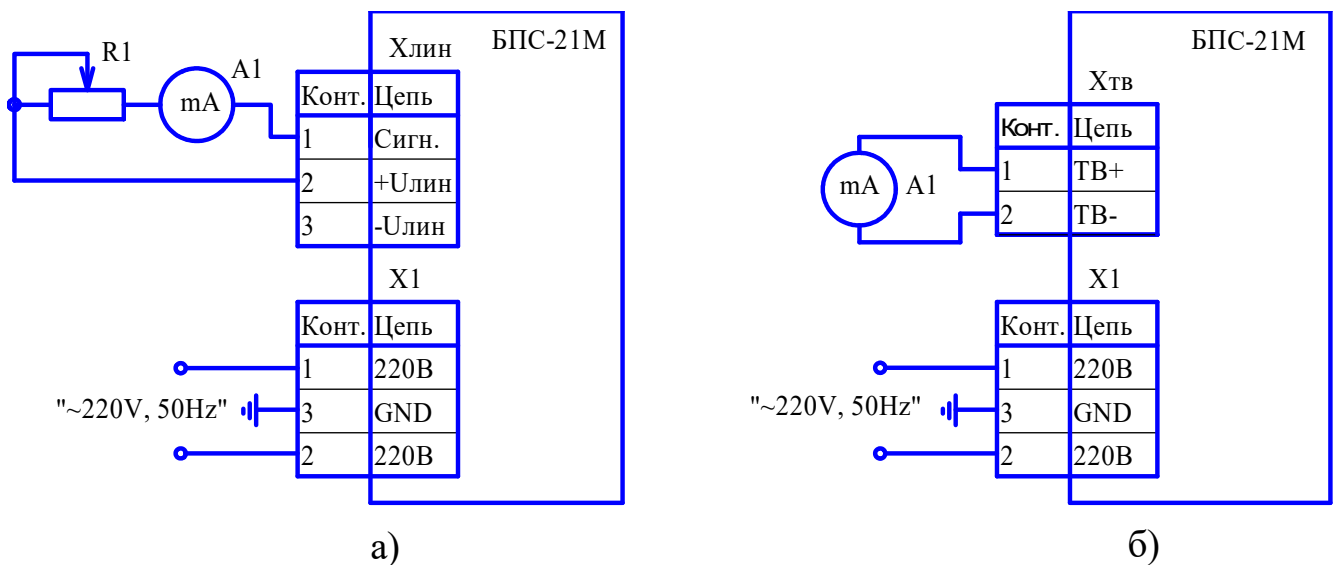 БПС-21М
R1
A1
mA
Хлин
Конт. Цепь
1 Сигн.
2 +Uлин
3 -Uлин
X1
Конт. Цепь
1 220В
"~220V, 50Hz" 3 GND
2 220В
а)
БПС-21М
Хтв
Конт. Цепь
mA A1
1 ТВ+
2 ТВ-
X1
Конт. Цепь
1 220В
"~220V, 50Hz" 3 GND
2 220В
б)